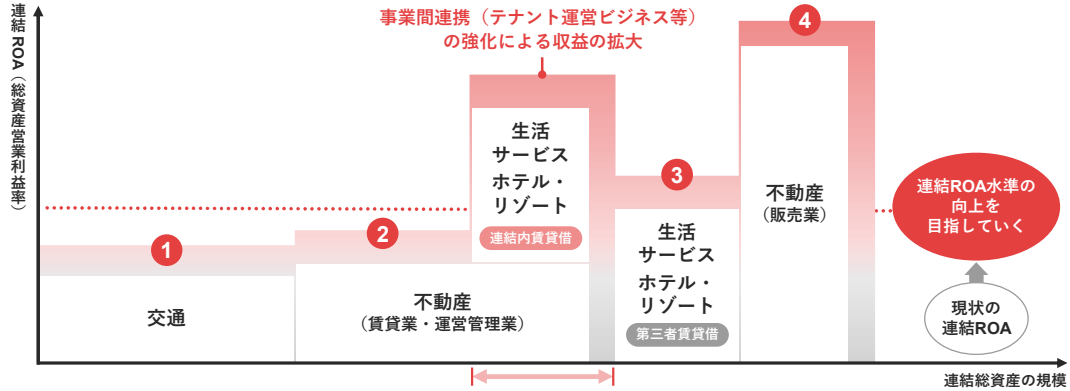 連結ROA（総資産営業利益率）
事業間連携（テナント運営ビジネス等）
の強化による収益の拡大
1
交通
2
不動産
（賃貸業・運営管理業）
生活
サービス
ホテル・
リゾート
連結内賃貸借
3
生活
サービス
ホテル・
リゾート
第三者賃貸借
4
不動産
（販売業）
連結ROA水準の
向上を
目指していく
現状の
連結ROA
連結総資産の規模